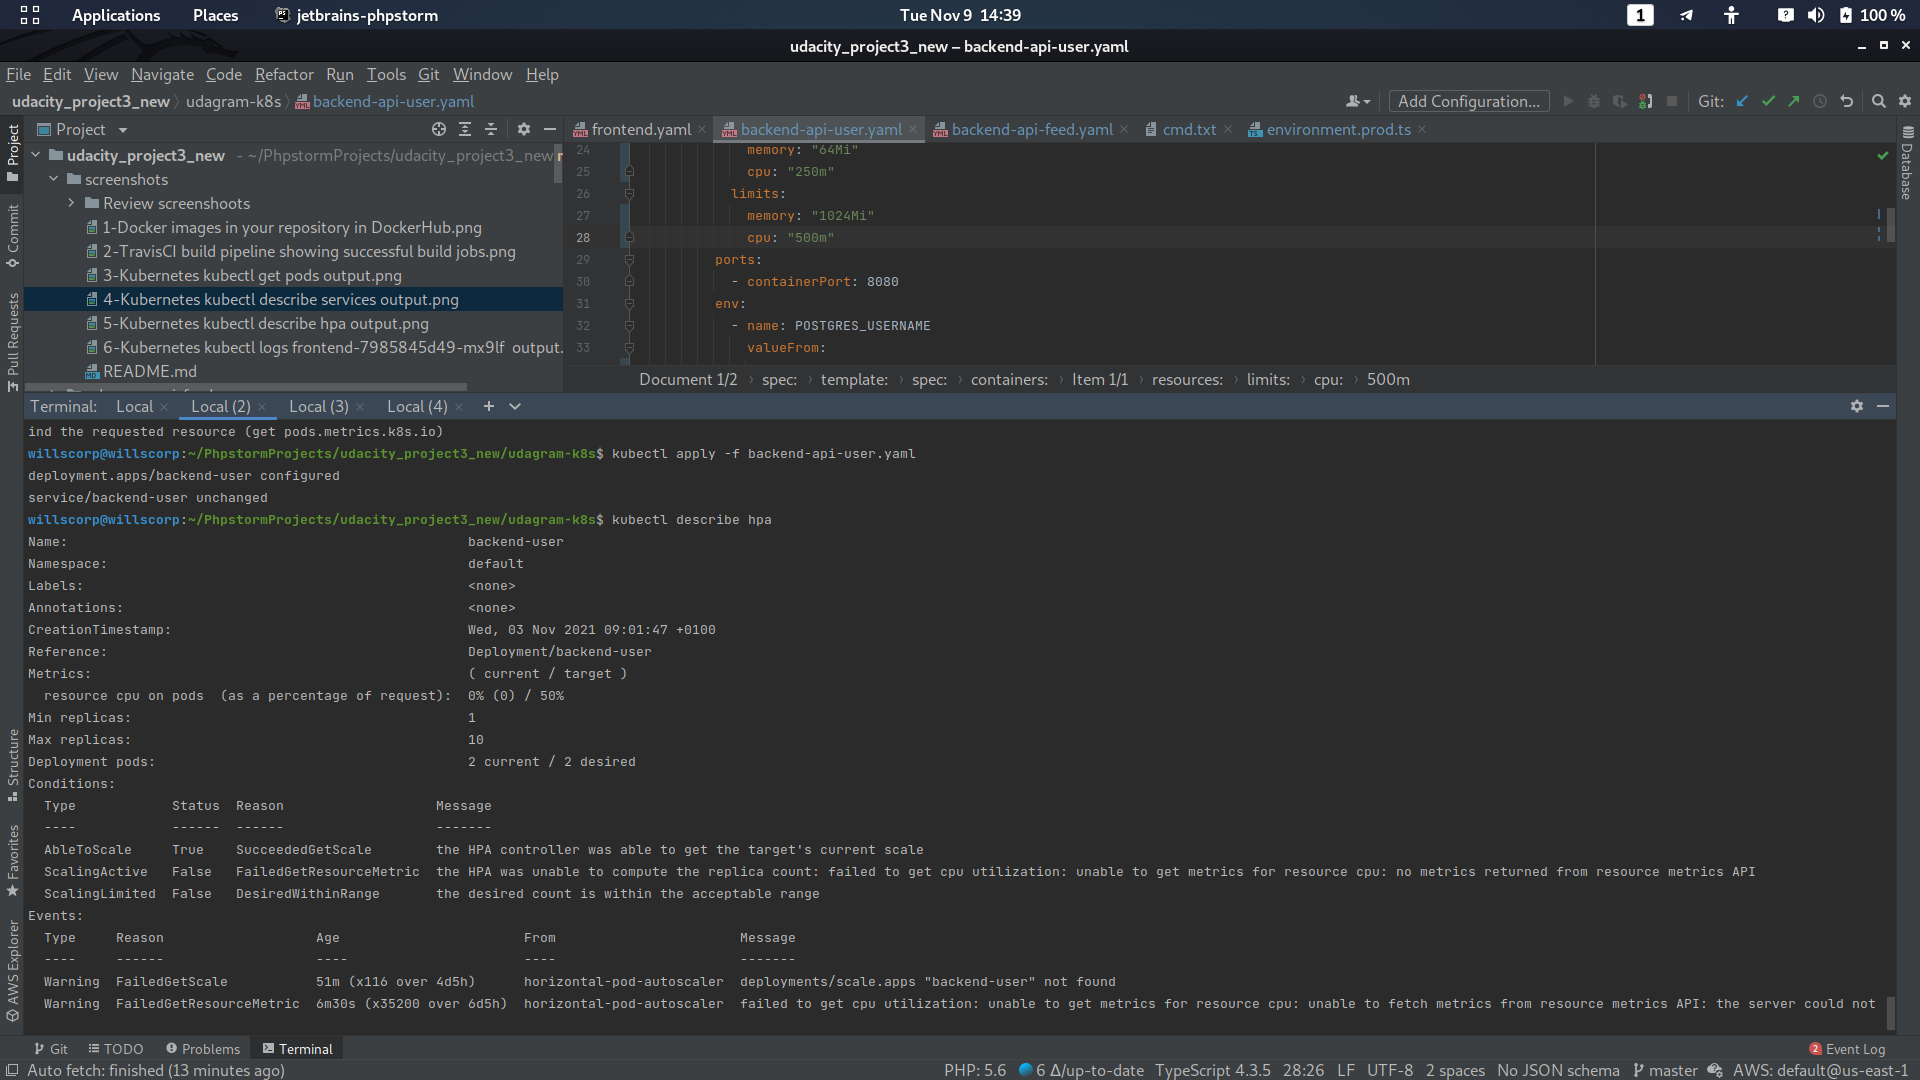 Applications Places jetbrains-phpstorm Tue Nov 9 14:39 1 100 %
udacity_project3_new – backend-api-user.yaml
File Edit View Navigate Code Refactor Run Tools Git Window Help
udacity_project3_new udagram-k8s backend-api-user.yaml Add Configuration... Git:
Project frontend.yaml backend-api-user.yaml backend-api-feed.yaml cmd.txt environment.prod.ts
udacity_project3_new - ~/PhpstormProjects/udacity_project3_new
screenshots
Review screenshoots
1-Docker images in your repository in DockerHub.png
2-TravisCI build pipeline showing successful build jobs.png
3-Kubernetes kubectl get pods output.png
4-Kubernetes kubectl describe services output.png
5-Kubernetes kubectl describe hpa output.png
6-Kubernetes kubectl logs frontend-7985845d49-mx9lf output.
README.md
24 memory: "64Mi"
25 cpu: "250m"
26 limits:
27 memory: "1024Mi"
28 cpu: "500m"
29 ports:
30 - containerPort: 8080
31 env:
32 - name: POSTGRES_USERNAME
33 valueFrom:
Document 1/2 › spec: › template: › spec: › containers: › Item 1/1 › resources: › limits: › cpu: › 500m
Project
Commit
Pull Requests
Structure
Favorites
AWS Explorer
Database
Terminal: Local Local (2) Local (3) Local (4)
ind the requested resource (get pods.metrics.k8s.io)
willscorp@willscorp:~/PhpstormProjects/udacity_project3_new/udagram-k8s$ kubectl apply -f backend-api-user.yaml
deployment.apps/backend-user configured
service/backend-user unchanged
willscorp@willscorp:~/PhpstormProjects/udacity_project3_new/udagram-k8s$ kubectl describe hpa
Name: backend-user
Namespace: default
Labels: <none>
Annotations: <none>
CreationTimestamp: Wed, 03 Nov 2021 09:01:47 +0100
Reference: Deployment/backend-user
Metrics: ( current / target )
resource cpu on pods (as a percentage of request): 0% (0) / 50%
Min replicas: 1
Max replicas: 10
Deployment pods: 2 current / 2 desired
Conditions:
Type Status Reason Message
---- ------ ------ -------
AbleToScale True SucceededGetScale the HPA controller was able to get the target's current scale
ScalingActive False FailedGetResourceMetric the HPA was unable to compute the replica count: failed to get cpu utilization: unable to get metrics for resource cpu: no metrics returned from resource metrics API
ScalingLimited False DesiredWithinRange the desired count is within the acceptable range
Events:
Type Reason Age From Message
---- ------ ---- ---- -------
Warning FailedGetScale 51m (x116 over 4d5h) horizontal-pod-autoscaler deployments/scale.apps "backend-user" not found
Warning FailedGetResourceMetric 6m30s (x35200 over 6d5h) horizontal-pod-autoscaler failed to get cpu utilization: unable to get metrics for resource cpu: unable to fetch metrics from resource metrics API: the server could not
Git TODO Problems Terminal 2 Event Log
Auto fetch: finished (13 minutes ago) PHP: 5.6 6 Δ/up-to-date TypeScript 4.3.5 28:26 LF UTF-8 2 spaces No JSON schema master AWS: default@us-east-1